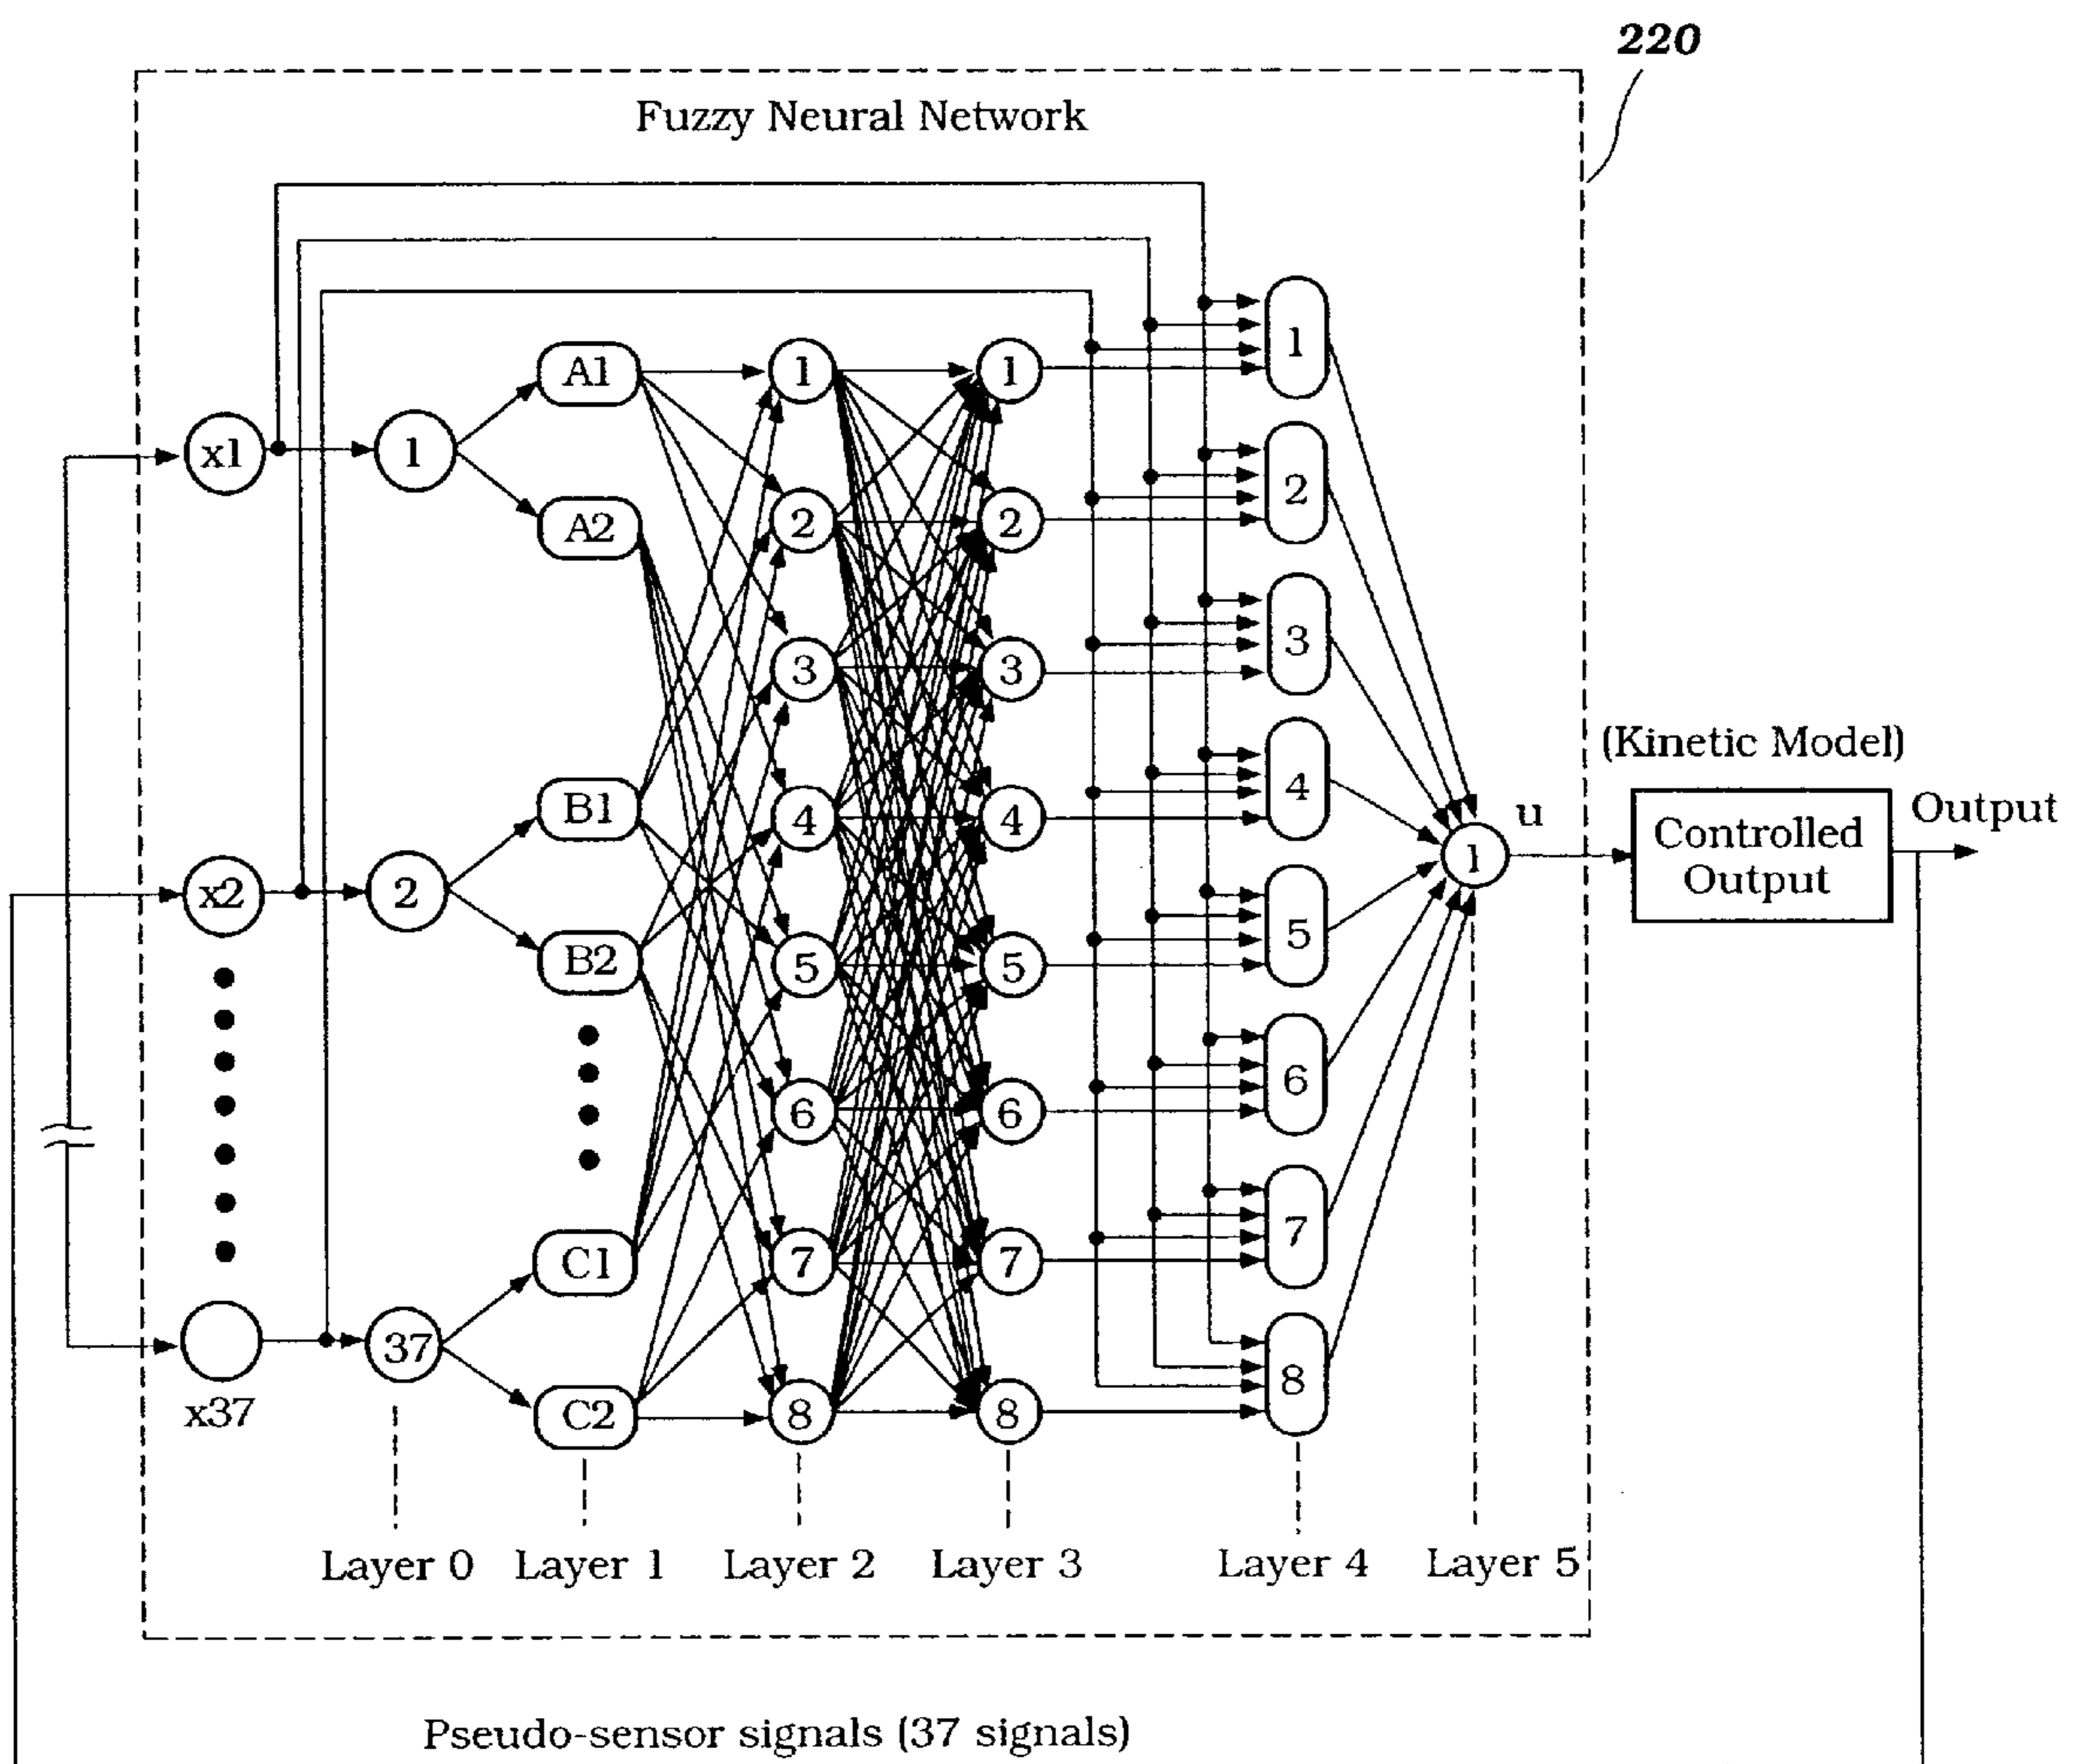 220
Fuzzy Neural Network
x1
x2
x37
1
2
37
A1
A2
B1
B2
C1
C2
1
2
3
4
5
6
7
8
1
2
3
4
5
6
7
8
1
2
3
4
5
6
7
8
1
u
(Kinetic Model)
Controlled
Output
Output
Layer 0
Layer 1
Layer 2
Layer 3
Layer 4
Layer 5
Pseudo-sensor signals (37 signals)